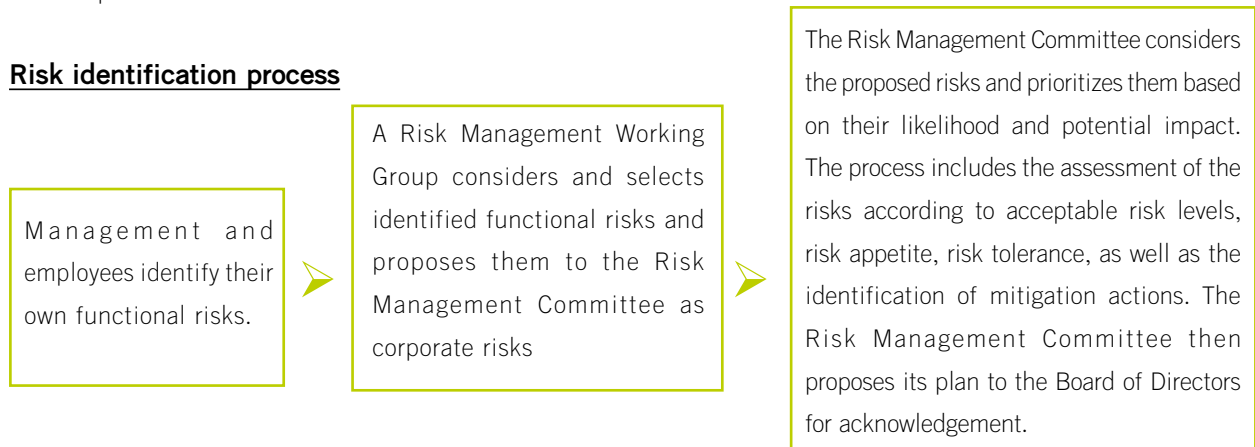 Risk identification process
Management and
employees identify their
own functional risks.
A Risk Management Working
Group considers and selects
identified functional risks and
proposes them to the Risk
Management Committee as
corporate risks
The Risk Management Committee considers
the proposed risks and prioritizes them based
on their likelihood and potential impact.
The process includes the assessment of the
risks according to acceptable risk levels,
risk appetite, risk tolerance, as well as the
identification of mitigation actions. The
Risk Management Committee then
proposes its plan to the Board of Directors
for acknowledgement.